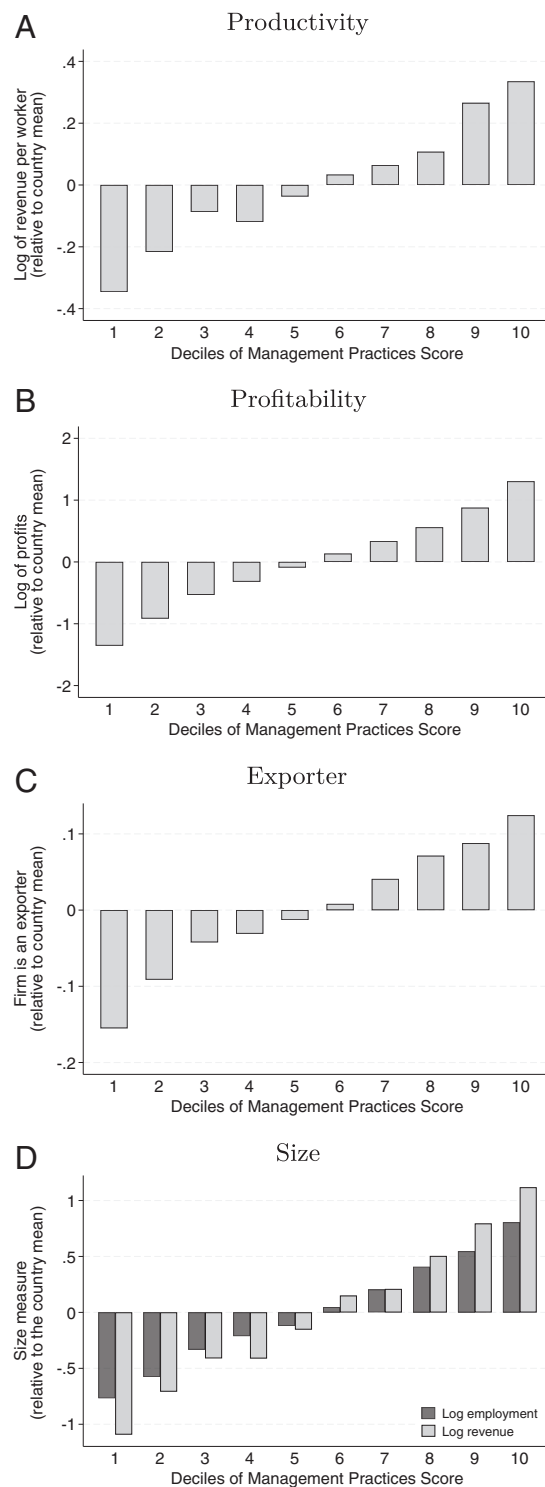 A
Productivity
Log of revenue per worker
(relative to country mean)
.4
.2
0
-.2
-.4
1 2 3 4 5 6 7 8 9 10
Deciles of Management Practices Score
B
Profitability
Log of profits
(relative to country mean)
2
1
0
-1
-2
1 2 3 4 5 6 7 8 9 10
Deciles of Management Practices Score
C
Exporter
Firm is an exporter
(relative to country mean)
.1
0
-.1
-.2
1 2 3 4 5 6 7 8 9 10
Deciles of Management Practices Score
D
Size
Size measure
(relative to the country mean)
1
.5
0
-.5
-1
Log employment
Log revenue
1 2 3 4 5 6 7 8 9 10
Deciles of Management Practices Score